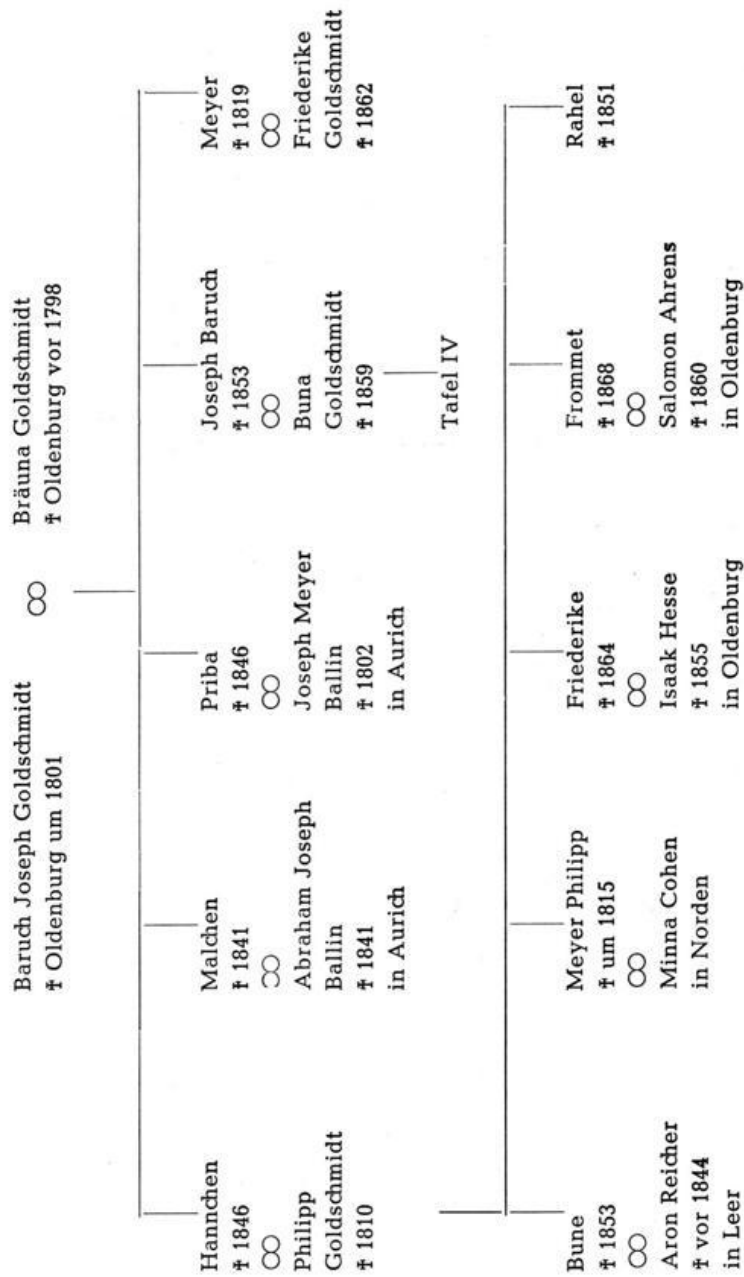 Baruch Joseph Goldschmidt
✝ Oldenburg um 1801
∞
Bräuna Goldschmidt
✝ Oldenburg vor 1798
Hannchen
✝ 1846
∞
Philipp
Goldschmidt
✝ 1810
Malchen
✝ 1841
∞
Abraham Joseph
Ballin
✝ 1841
in Aurich
Priba
✝ 1846
∞
Joseph Meyer
Ballin
✝ 1802
in Aurich
Joseph Baruch
✝ 1853
∞
Buna
Goldschmidt
✝ 1859
Tafel IV
Meyer
✝ 1819
∞
Friederike
Goldschmidt
✝ 1862
Bune
✝ 1853
∞
Aron Reicher
✝ vor 1844
in Leer
Meyer Philipp
✝ um 1815
∞
Minna Cohen
in Norden
Friederike
✝ 1864
∞
Isaak Hesse
✝ 1855
in Oldenburg
Frommet
✝ 1868
∞
Salomon Ahrens
✝ 1860
in Oldenburg
Rahel
✝ 1851